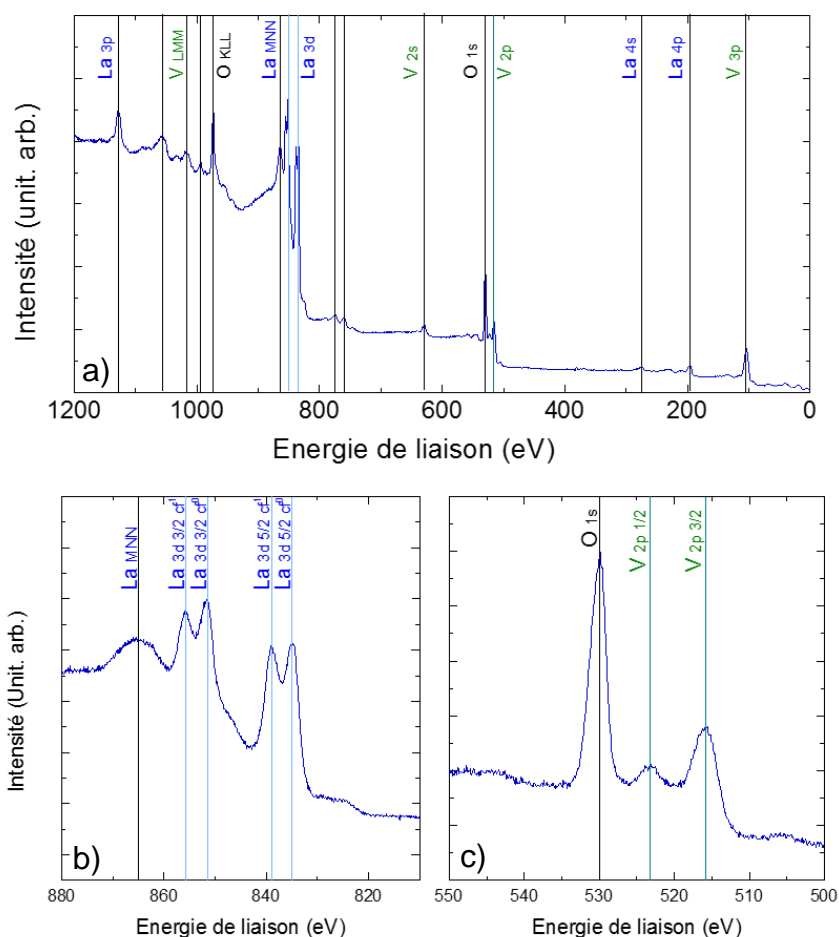 La 3p
V LMM
O KLL
La MNN
La 3d
V 2s
O 1s
V 2p
La 4s
La 4p
V 3p
Intensité (unit. arb.)
a)
1200 1000 800 600 400 200 0
Energie de liaison (eV)
La MNN
La 3d 3/2 cf¹
La 3d 3/2 cf⁰
La 3d 5/2 cf¹
La 3d 5/2 cf⁰
Intensité (Unit. arb.)
b)
880 860 840 820
Energie de liaison (eV)
O 1s
V 2p 1/2
V 2p 3/2
c)
550 540 530 520 510 500
Energie de liaison (eV)